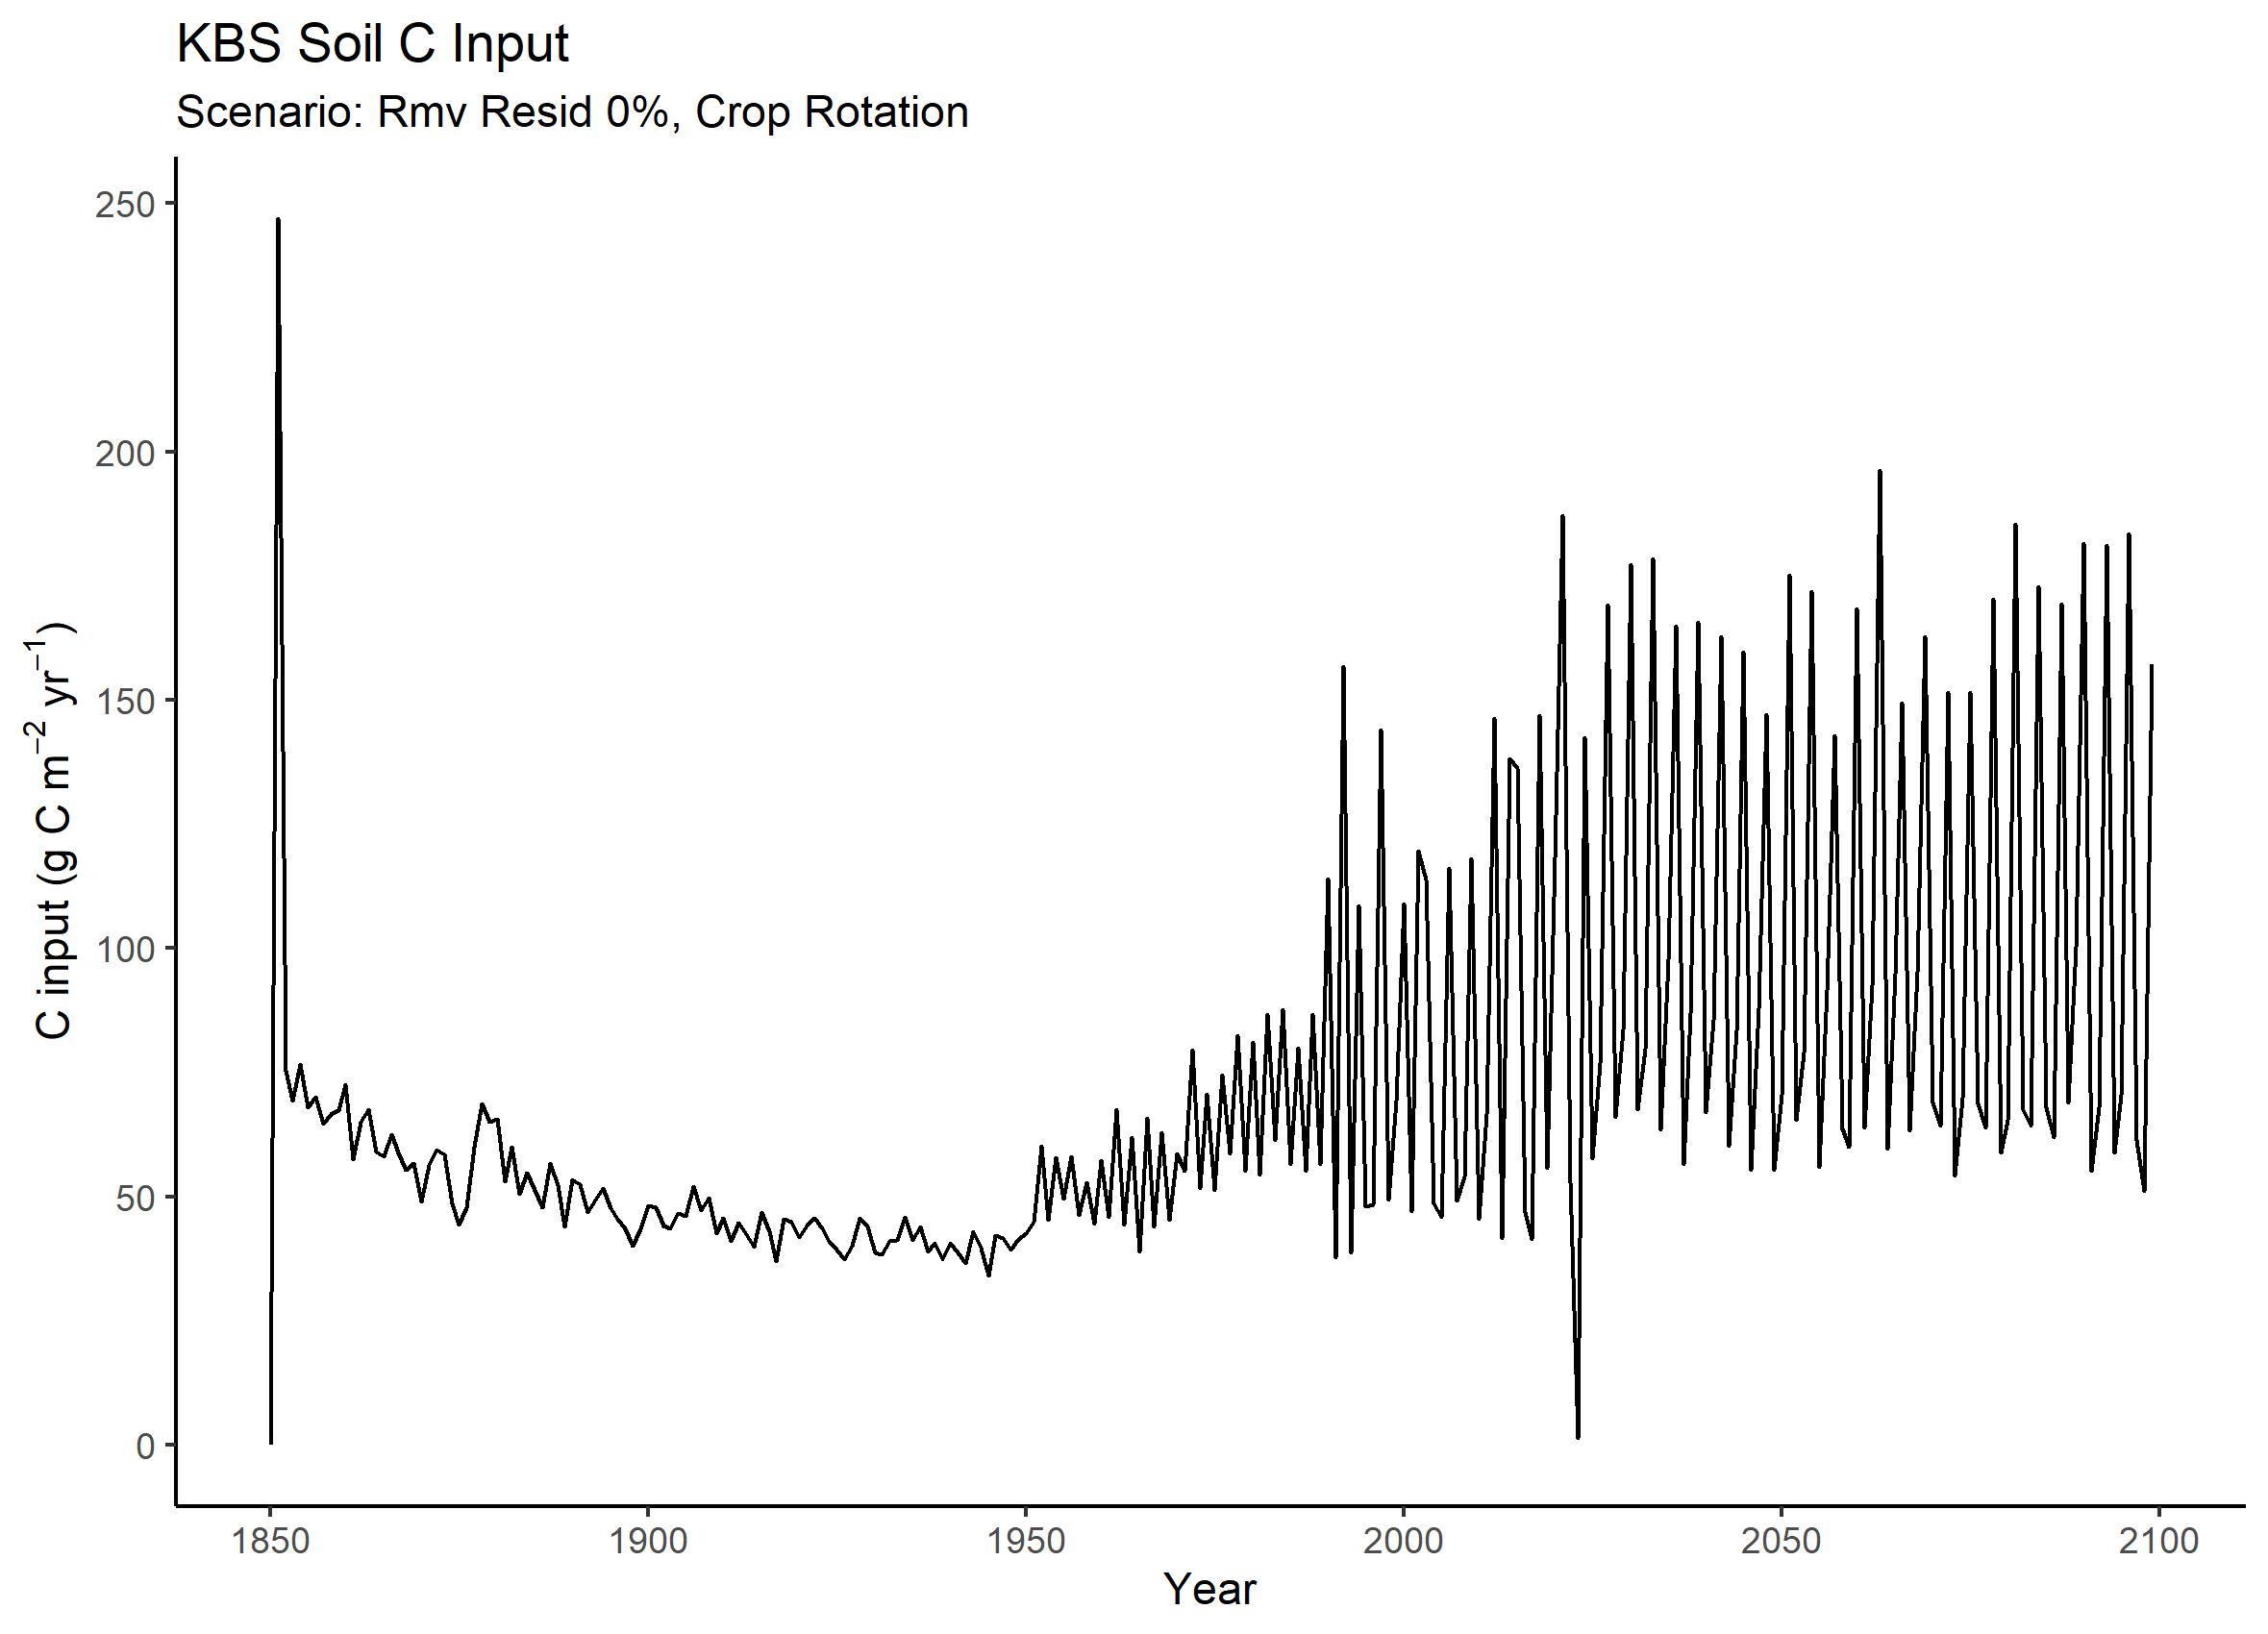 KBS Soil C Input
Scenario: Rmv Resid 0%, Crop Rotation
C input (g C m⁻² yr⁻¹)
250
200
150
100
50
0
1850 1900 1950 2000 2050 2100
Year